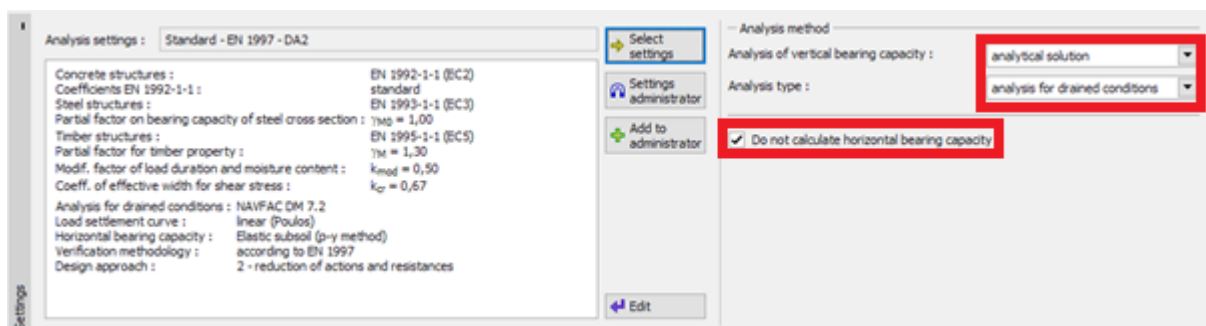 Analysis settings : Standard - EN 1997 - DA2
Concrete structures : EN 1992-1-1 (EC2)
Coefficients EN 1992-1-1 : standard
Steel structures : EN 1993-1-1 (EC3)
Partial factor on bearing capacity of steel cross section : γM0 = 1,00
Timber structures : EN 1995-1-1 (EC5)
Partial factor for timber property : γM = 1,30
Modif. factor of load duration and moisture content : kmod = 0,50
Coeff. of effective width for shear stress : kcr = 0,67
Analysis for drained conditions : NAVFAC DM 7.2
Load settlement curve : linear (Poulos)
Horizontal bearing capacity : Elastic subsoil (p-y method)
Verification methodology : according to EN 1997
Design approach : 2 - reduction of actions and resistances
Select
settings
Settings
administrator
Add to
administrator
Edit
Analysis method
Analysis of vertical bearing capacity : analytical solution
Analysis type : analysis for drained conditions
Do not calculate horizontal bearing capacity
Settings